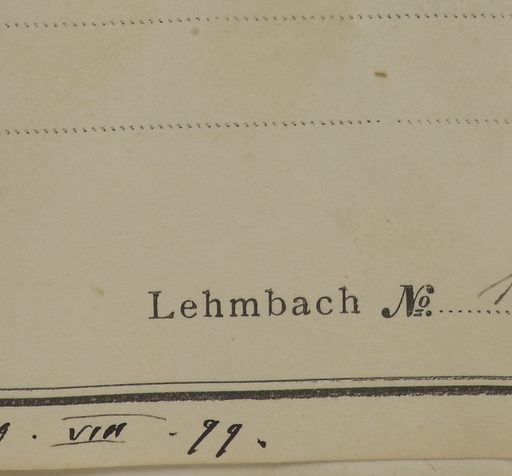 Lehmbach №
. VIII - 99.